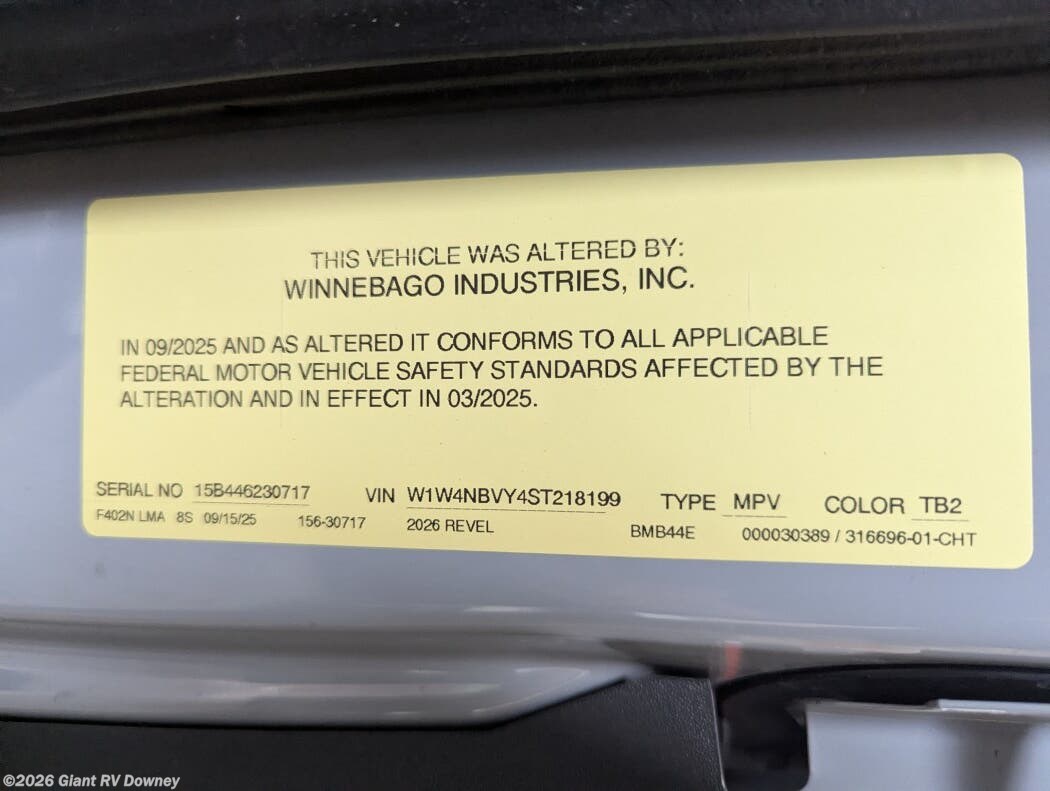 THIS VEHICLE WAS ALTERED BY:
WINNEBAGO INDUSTRIES, INC.
IN 09/2025 AND AS ALTERED IT CONFORMS TO ALL APPLICABLE
FEDERAL MOTOR VEHICLE SAFETY STANDARDS AFFECTED BY THE
ALTERATION AND IN EFFECT IN 03/2025.
SERIAL NO 15B446230717 VIN W1W4NBVY4ST218199 TYPE MPV COLOR TB2
F402N LMA 8S 09/15/25 156-30717 2026 REVEL BMB44E 000030389 / 316696-01-CHT
©2026 Giant RV Downey